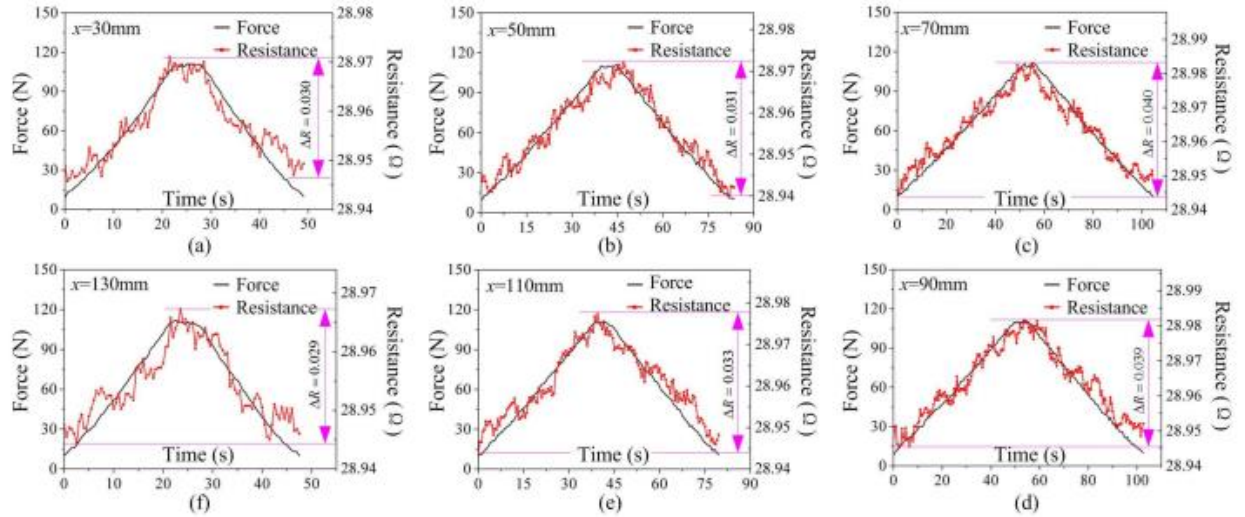 x=30mm
Force
Resistance
150
120
90
60
30
0
Force (N)
28.98
28.97
28.96
28.95
28.94
Resistance ( Ω )
ΔR = 0.030
Time (s)
0 10 20 30 40 50
(a)
x=50mm
Force
Resistance
150
120
90
60
30
0
Force (N)
28.98
28.97
28.96
28.95
28.94
Resistance ( Ω )
ΔR = 0.031
Time (s)
0 15 30 45 60 75 90
(b)
x=70mm
Force
Resistance
150
120
90
60
30
0
Force (N)
28.99
28.98
28.97
28.96
28.95
28.94
Resistance ( Ω )
ΔR = 0.040
Time (s)
0 20 40 60 80 100
(c)
x=130mm
Force
Resistance
150
120
90
60
30
0
Force (N)
28.97
28.96
28.95
28.94
Resistance ( Ω )
ΔR = 0.029
Time (s)
0 10 20 30 40 50
(f)
x=110mm
Force
Resistance
150
120
90
60
30
0
Force (N)
28.98
28.97
28.96
28.95
28.94
Resistance ( Ω )
ΔR = 0.033
Time (s)
0 15 30 45 60 75 90
(e)
x=90mm
Force
Resistance
150
120
90
60
30
0
Force (N)
28.99
28.98
28.97
28.96
28.95
28.94
Resistance ( Ω )
ΔR = 0.039
Time (s)
0 20 40 60 80 100
(d)